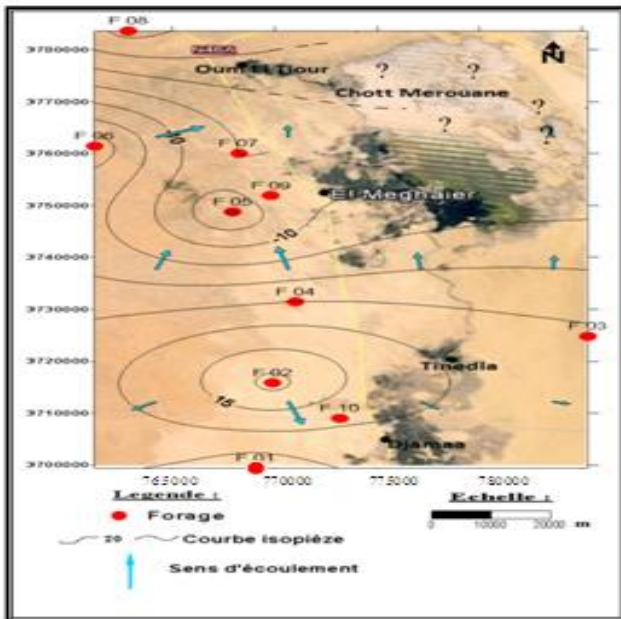 F 08
3780000
Oum El Tiour
N
? ?
Chott Merouane
3770000
?
?
?
0
F 06
3760000
F 07
F 09
El Meghaier
3750000
F 05
-10
3740000
F 04
3730000
F 03
3720000
Tinedla
F 02
15
3710000
F 10
Djamaa
3700000
F 01
765000 770000 775000 780000
Legende :
Echelle :
Forage
0 10000 20000 m
20 Courbe isopièze
Sens d'écoulement